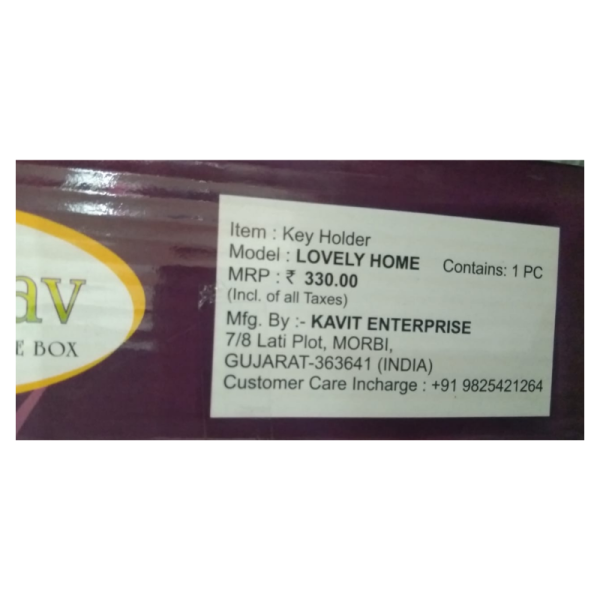 av
E BOX
Item : Key Holder
Model : LOVELY HOME Contains: 1 PC
MRP : ₹ 330.00
(Incl. of all Taxes)
Mfg. By :- KAVIT ENTERPRISE
7/8 Lati Plot, MORBI,
GUJARAT-363641 (INDIA)
Customer Care Incharge : +91 9825421264